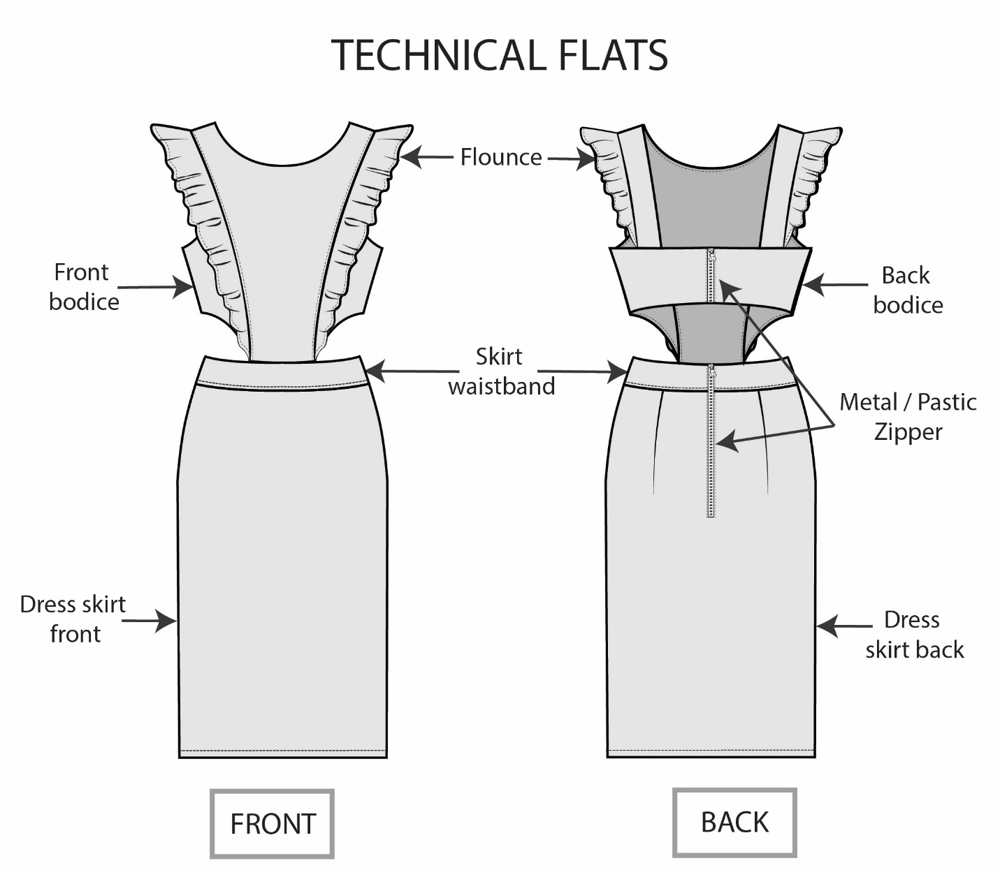 TECHNICAL FLATS
Flounce
Front
bodice
Back
bodice
Skirt
waistband
Metal / Pastic
Zipper
Dress skirt
front
Dress
skirt back
FRONT
BACK